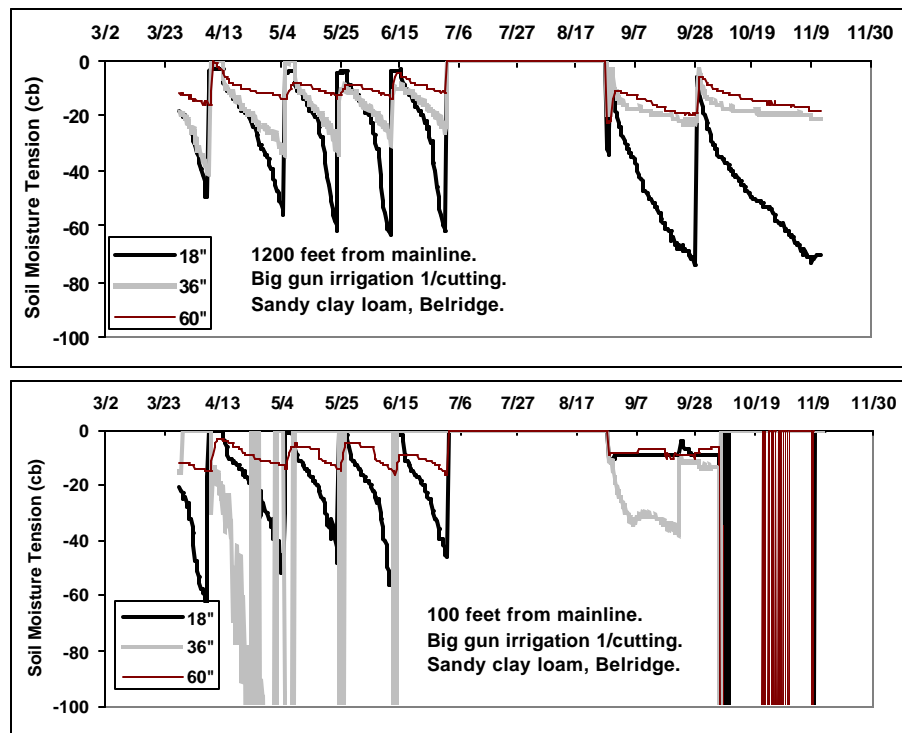 3/2 3/23 4/13 5/4 5/25 6/15 7/6 7/27 8/17 9/7 9/28 10/19 11/9 11/30
Soil Moisture Tension (cb)
0
-20
-40
-60
-80
-100
18"
36"
60"
1200 feet from mainline.
Big gun irrigation 1/cutting.
Sandy clay loam, Belridge.
3/2 3/23 4/13 5/4 5/25 6/15 7/6 7/27 8/17 9/7 9/28 10/19 11/9 11/30
Soil Moisture Tension (cb)
0
-20
-40
-60
-80
-100
18"
36"
60"
100 feet from mainline.
Big gun irrigation 1/cutting.
Sandy clay loam, Belridge.